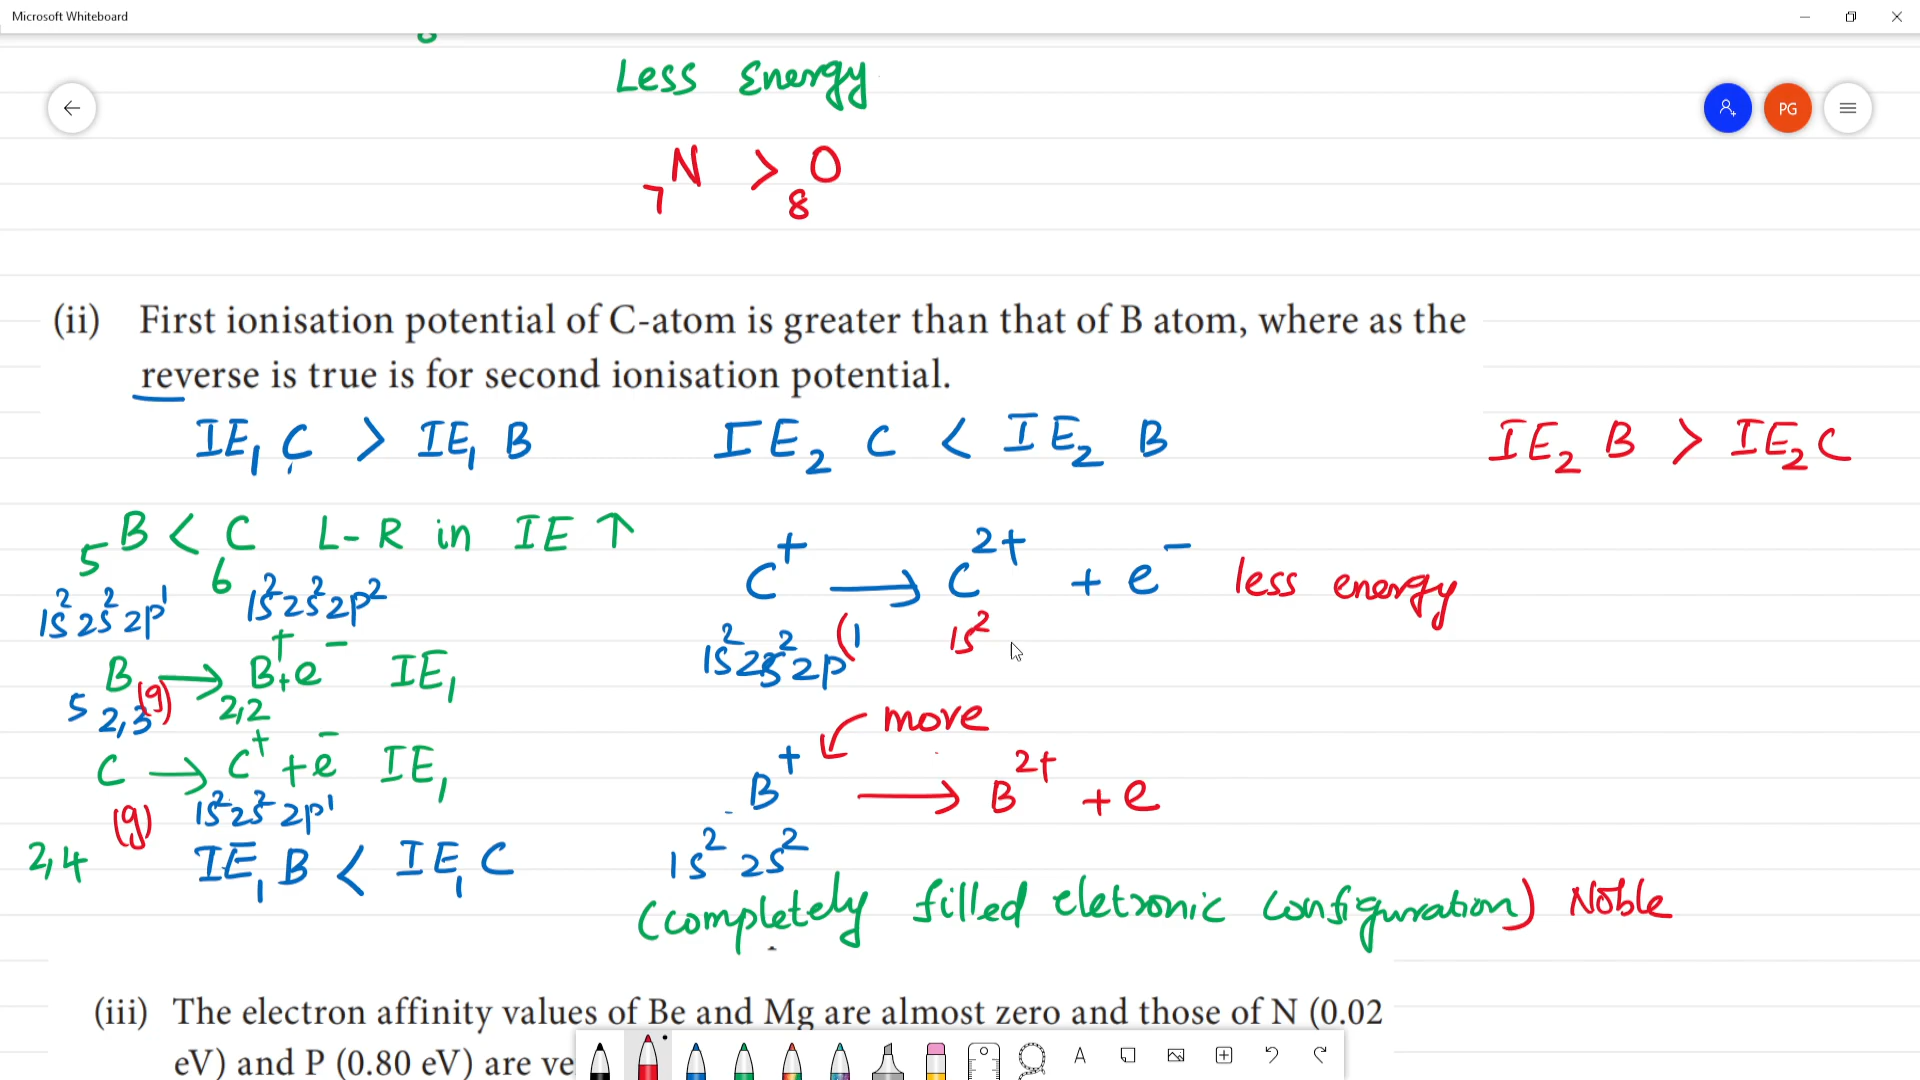 Microsoft Whiteboard
Less Energy
PG
₇N > ₈O
(ii) First ionisation potential of C-atom is greater than that of B atom, where as the
reverse is true is for second ionisation potential.
IE₁ C > IE₁ B
IE₂ C < IE₂ B
IE₂ B > IE₂ C
₅B < ₆C L-R in IE ↑
1s² 2s² 2p¹
1s² 2s² 2p²
B(g) → B⁺ + e⁻ IE₁
5 2,3 2,2
C(g) → C⁺ + e⁻ IE₁
1s² 2s² 2p¹
2,4
IE₁ B < IE₁ C
C⁺ → C²⁺ + e⁻ less energy
1s² 2s² 2p¹
1s²
more
B⁺ → B²⁺ + e
1s² 2s²
(completely filled eletronic configuration) Noble
(iii) The electron affinity values of Be and Mg are almost zero and those of N (0.02
eV) and P (0.80 eV) are ve
A